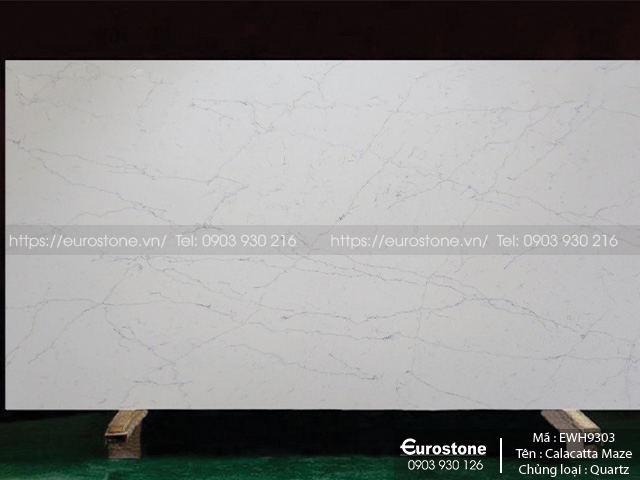 https://eurostone.vn/ Tel: 0903 930 216 https://eurostone.vn/ Tel: 0903 930 216
Eurostone
0903 930 126
Mã : EWH9303
Tên : Calacatta Maze
Chủng loại : Quartz